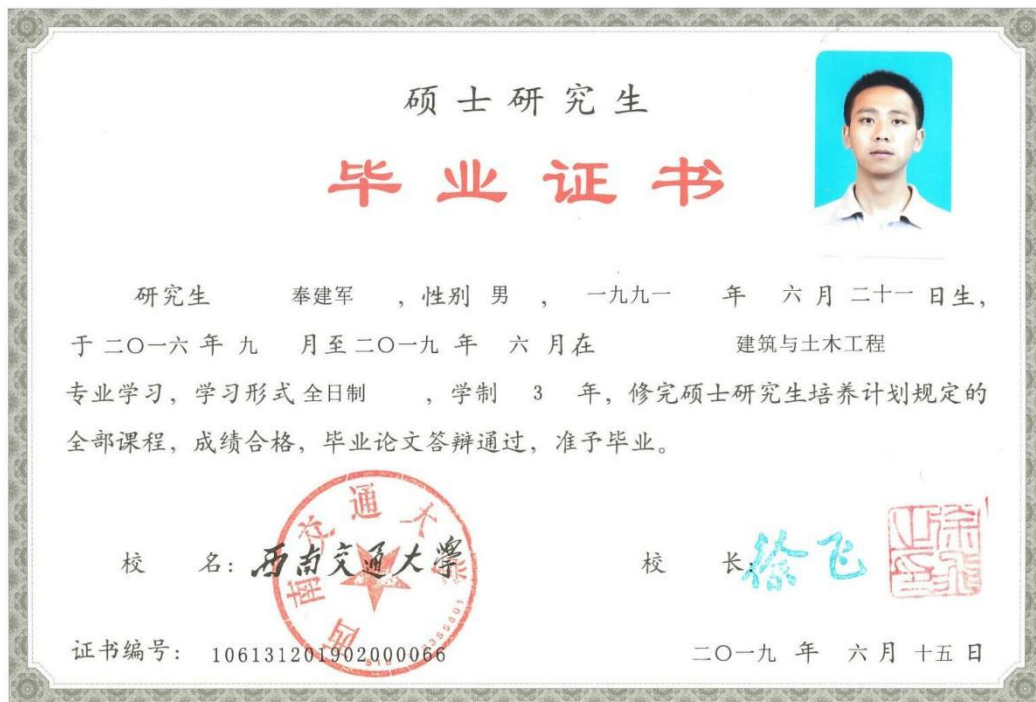 硕士研究生
毕业证书
研究生 奉建军 ,性别 男 , 一九九一 年 六月 二十一 日生,
于二〇一六年九 月至二〇一九 年 六 月在 建筑与土木工程
专业学习,学习形式全日制 ,学制 3 年,修完硕士研究生培养计划规定的
全部课程,成绩合格,毕业论文答辩通过,准予毕业。
西南交通大学
校 名:西南交通大學
校 长:徐飞
证书编号: 106131201902000066
二〇一九 年 六月 十五 日